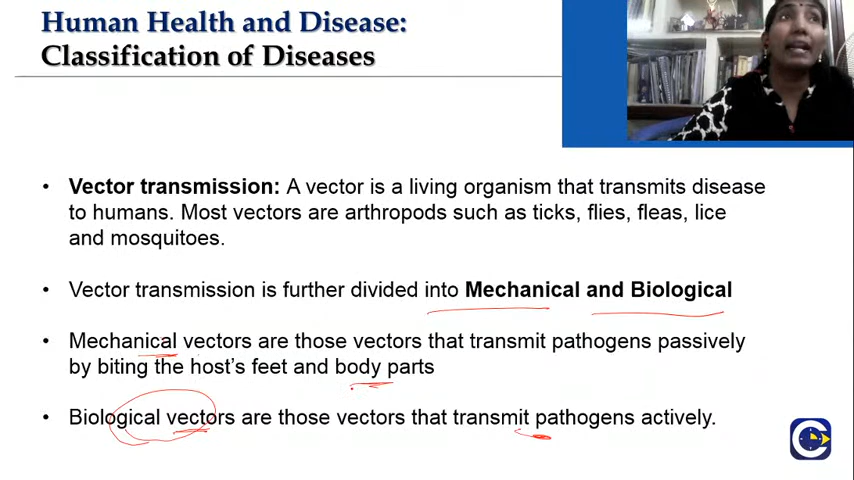 Human Health and Disease:
Classification of Diseases
• Vector transmission: A vector is a living organism that transmits disease
to humans. Most vectors are arthropods such as ticks, flies, fleas, lice
and mosquitoes.
• Vector transmission is further divided into Mechanical and Biological
• Mechanical vectors are those vectors that transmit pathogens passively
by biting the host's feet and body parts
• Biological vectors are those vectors that transmit pathogens actively.